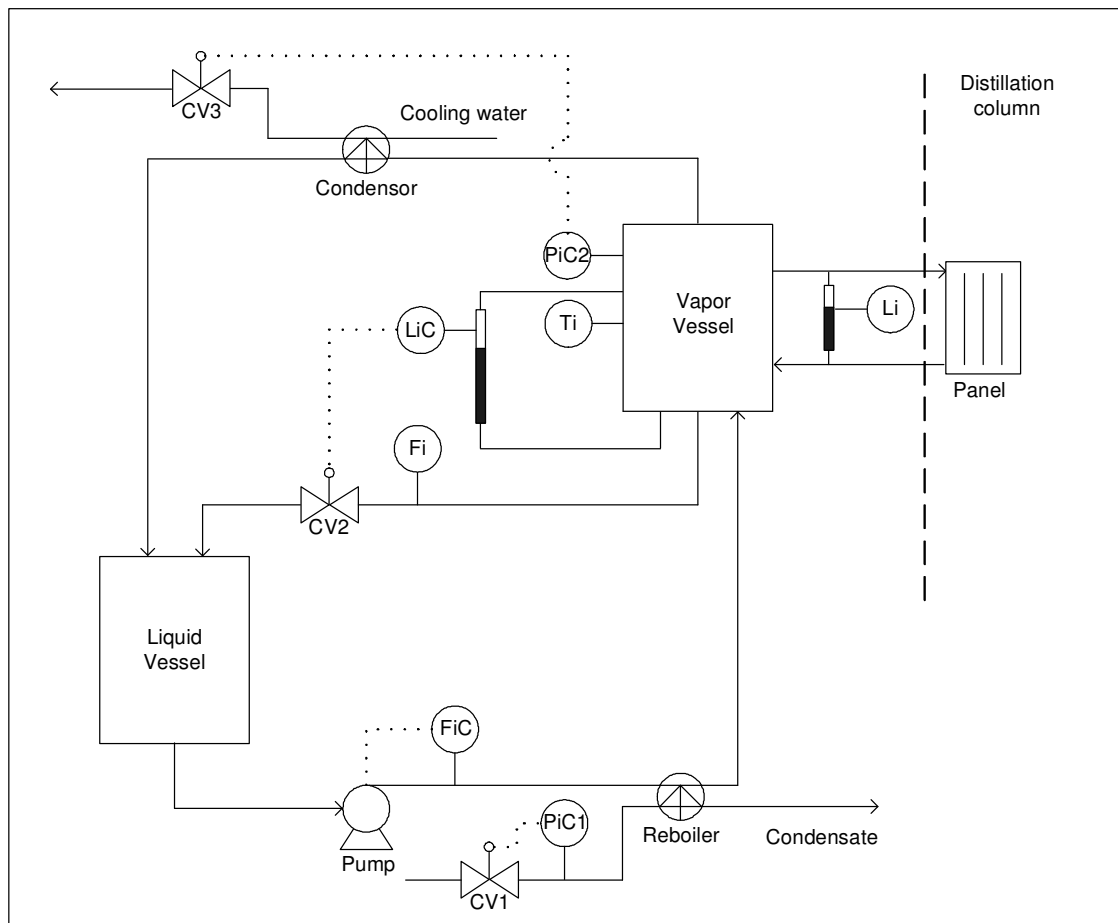 Distillation
column
Cooling water
CV3
Condensor
PiC2
Vapor
Vessel
Li
LiC
Ti
Panel
Fi
CV2
Liquid
Vessel
FiC
PiC1
Reboiler
Condensate
Pump
CV1